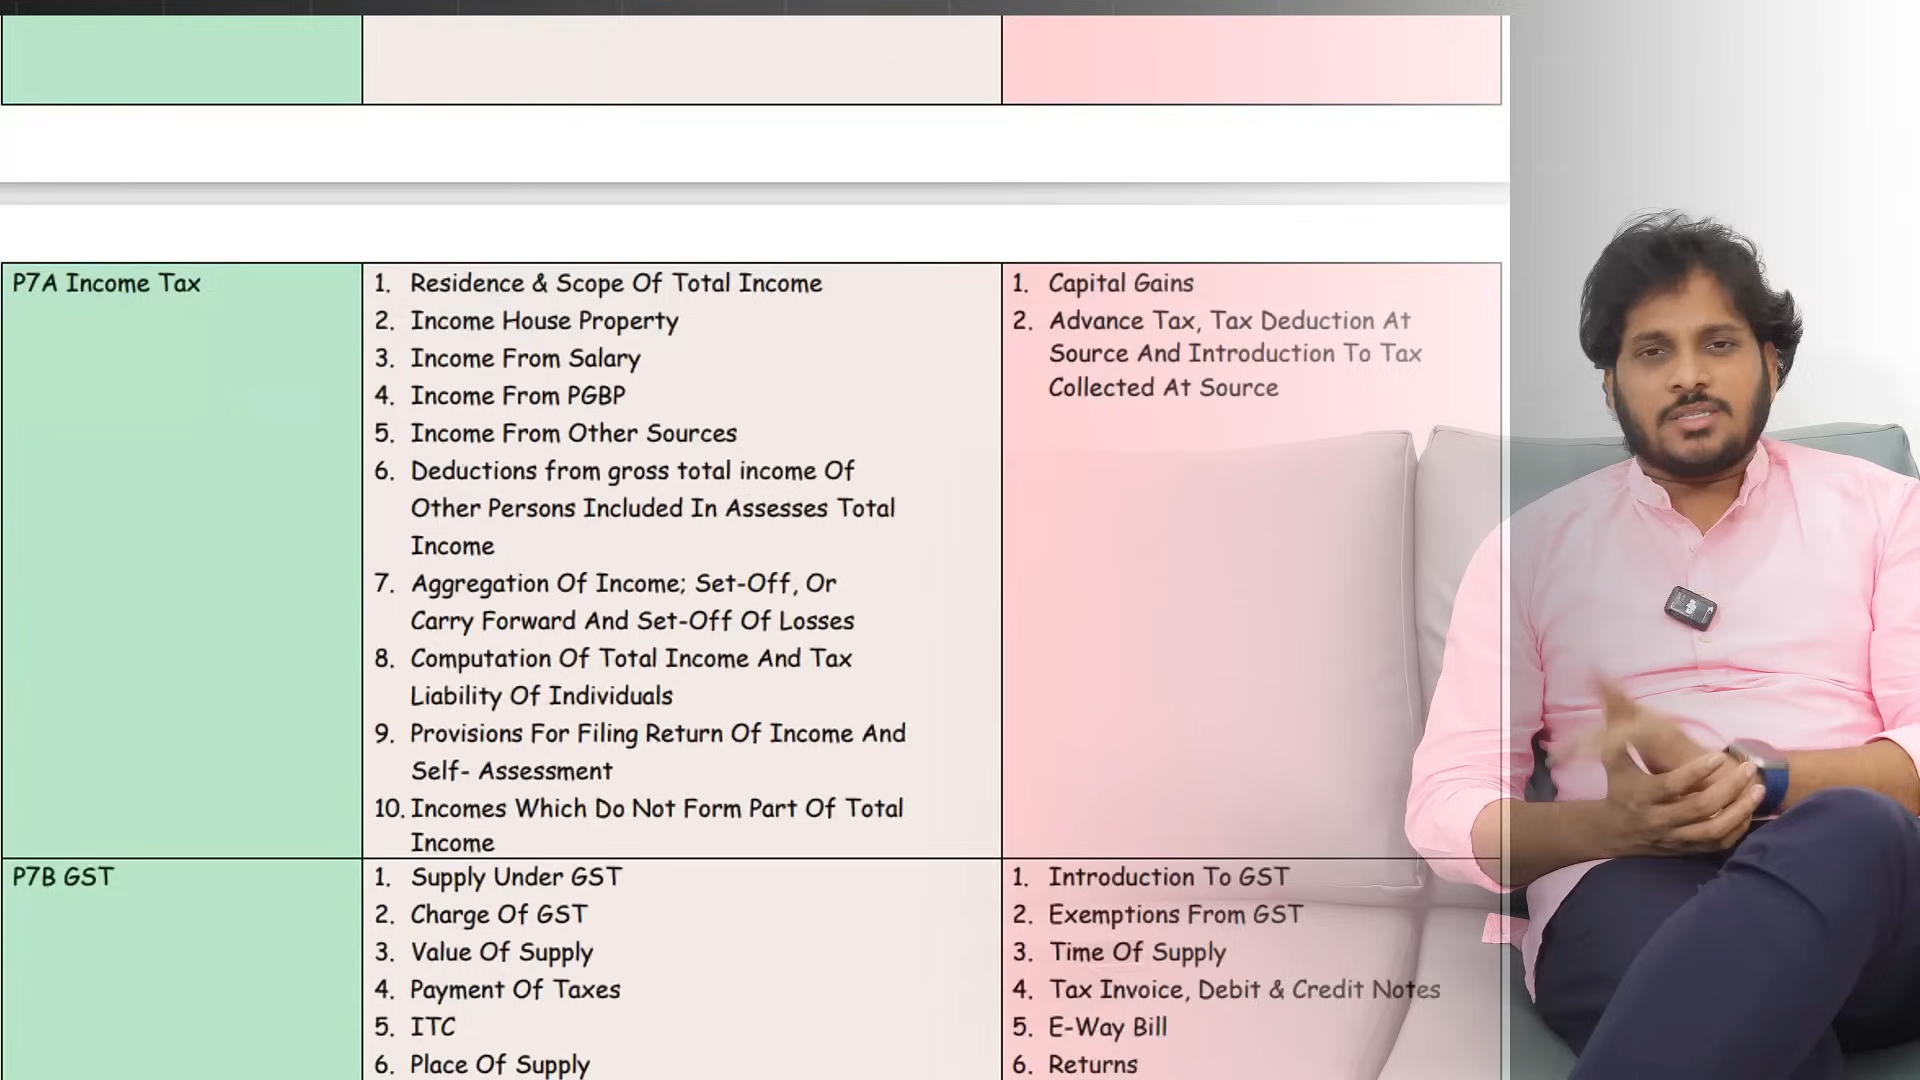 P7A Income Tax
1. Residence & Scope Of Total Income
2. Income House Property
3. Income From Salary
4. Income From PGBP
5. Income From Other Sources
6. Deductions from gross total income Of
Other Persons Included In Assesses Total
Income
7. Aggregation Of Income; Set-Off, Or
Carry Forward And Set-Off Of Losses
8. Computation Of Total Income And Tax
Liability Of Individuals
9. Provisions For Filing Return Of Income And
Self- Assessment
10. Incomes Which Do Not Form Part Of Total
Income
1. Capital Gains
2. Advance Tax, Tax Deduction At
Source And Introduction To Tax
Collected At Source
P7B GST
1. Supply Under GST
2. Charge Of GST
3. Value Of Supply
4. Payment Of Taxes
5. ITC
6. Place Of Supply
1. Introduction To GST
2. Exemptions From GST
3. Time Of Supply
4. Tax Invoice, Debit & Credit Notes
5. E-Way Bill
6. Returns